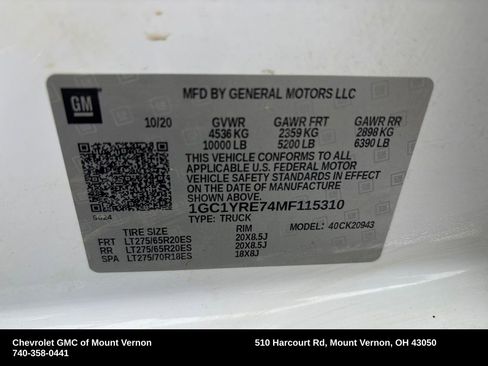 GM
MFD BY GENERAL MOTORS LLC
10/20 GVWR GAWR FRT GAWR RR
4536 KG 2359 KG 2898 KG
10000 LB 5200 LB 6390 LB
THIS VEHICLE CONFORMS TO ALL
APPLICABLE U.S. FEDERAL MOTOR
VEHICLE SAFETY STANDARDS IN
EFFECT ON THE DATE OF MANUFACTURE
SHOWN ABOVE.
1GC1YRE74MF115310
TYPE: TRUCK MODEL: 40CK20943
5624
TIRE SIZE RIM
FRT LT275/65R20ES 20X8.5J
RR LT275/65R20ES 20X8.5J
SPA LT275/70R18ES 18X8J
Chevrolet GMC of Mount Vernon 510 Harcourt Rd, Mount Vernon, OH 43050
740-358-0441